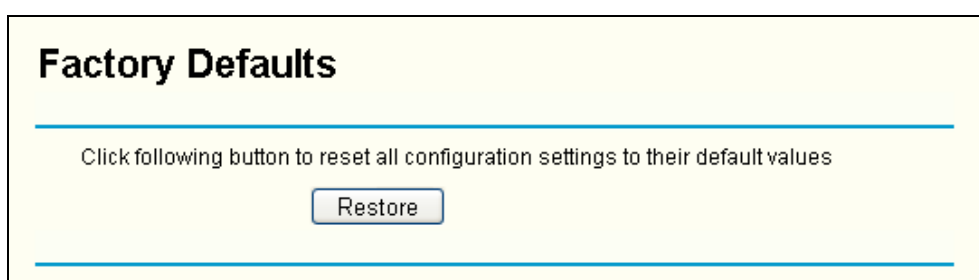 Factory Defaults
Click following button to reset all configuration settings to their default values
Restore